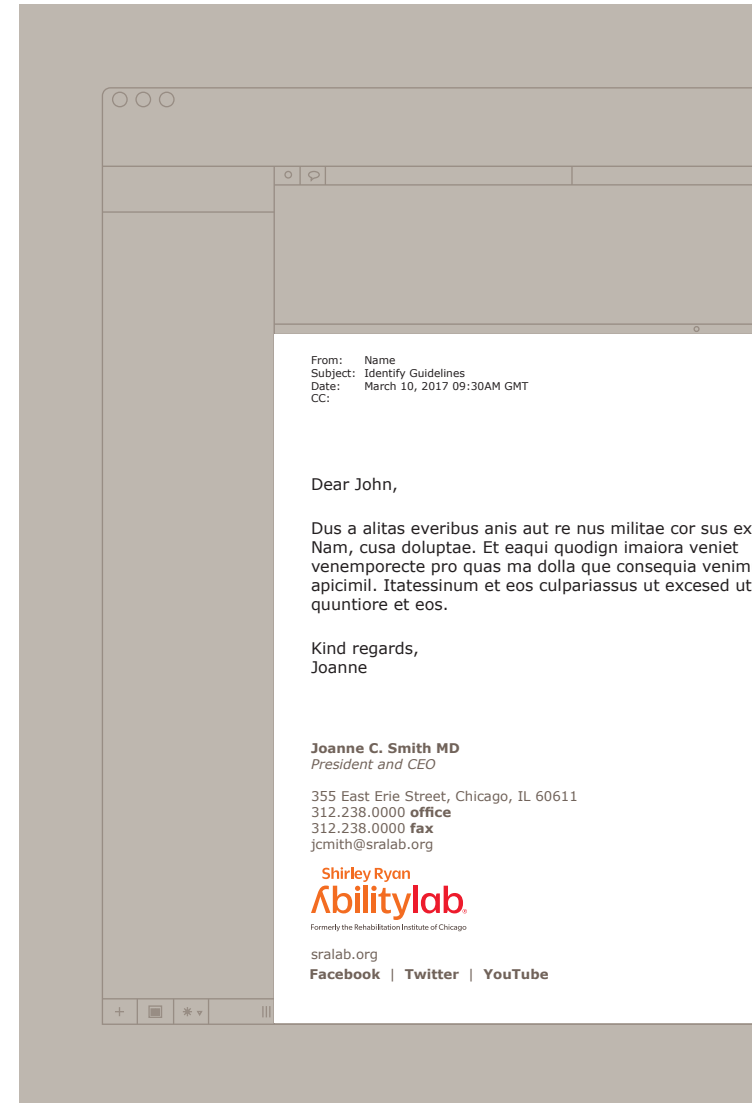 From: Name
Subject: Identify Guidelines
Date: March 10, 2017 09:30AM GMT
CC:
Dear John,
Dus a alitas everibus anis aut re nus militae cor sus ex
Nam, cusa doluptae. Et eaqui quodign imaiora veniet
venemporecte pro quas ma dolla que consequia venim
apicimil. Itatessinum et eos culpariassus ut excesed ut
quuntiore et eos.
Kind regards,
Joanne
Joanne C. Smith MD
President and CEO
355 East Erie Street, Chicago, IL 60611
312.238.0000 office
312.238.0000 fax
jcmith@sralab.org
Shirley Ryan
Abilitylab®
Formerly the Rehabilitation Institute of Chicago
sralab.org
Facebook | Twitter | YouTube